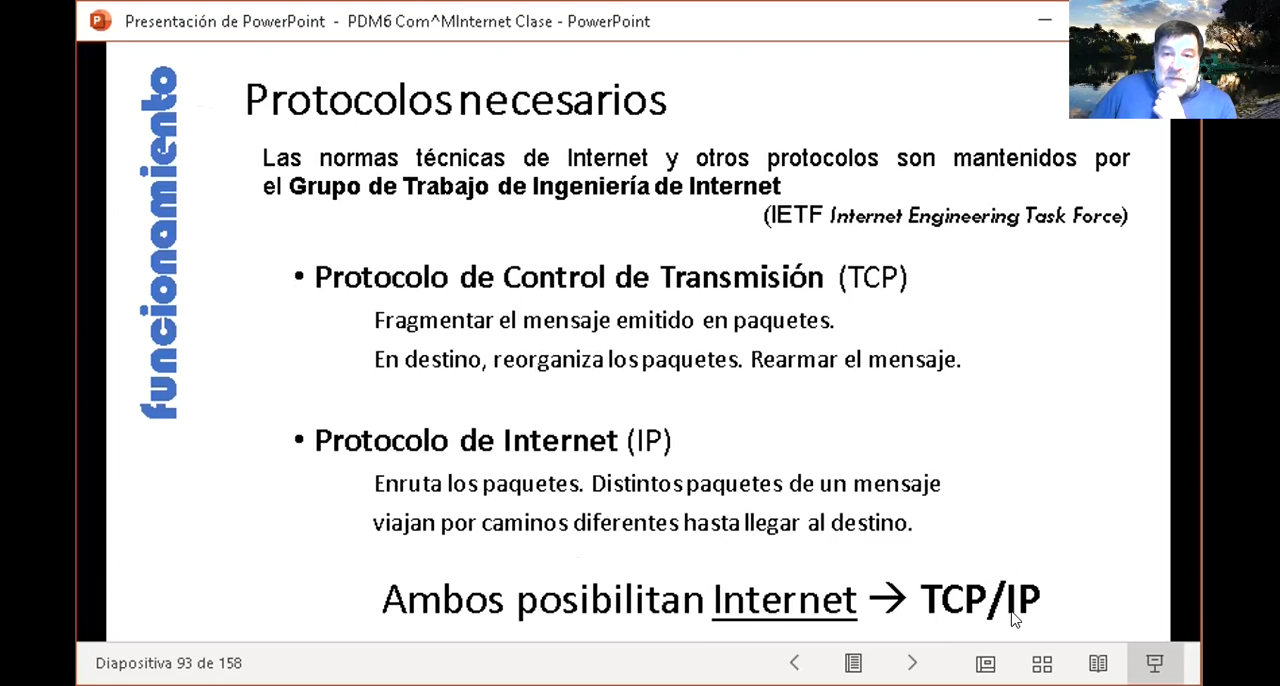 Presentación de PowerPoint - PDM6 Com^MInternet Clase - PowerPoint
funcionamiento
Protocolos necesarios
Las normas técnicas de Internet y otros protocolos son mantenidos por
el Grupo de Trabajo de Ingeniería de Internet
(IETF Internet Engineering Task Force)
• Protocolo de Control de Transmisión (TCP)
Fragmentar el mensaje emitido en paquetes.
En destino, reorganiza los paquetes. Rearmar el mensaje.
• Protocolo de Internet (IP)
Enruta los paquetes. Distintos paquetes de un mensaje
viajan por caminos diferentes hasta llegar al destino.
Ambos posibilitan Internet → TCP/IP
Diapositiva 93 de 158